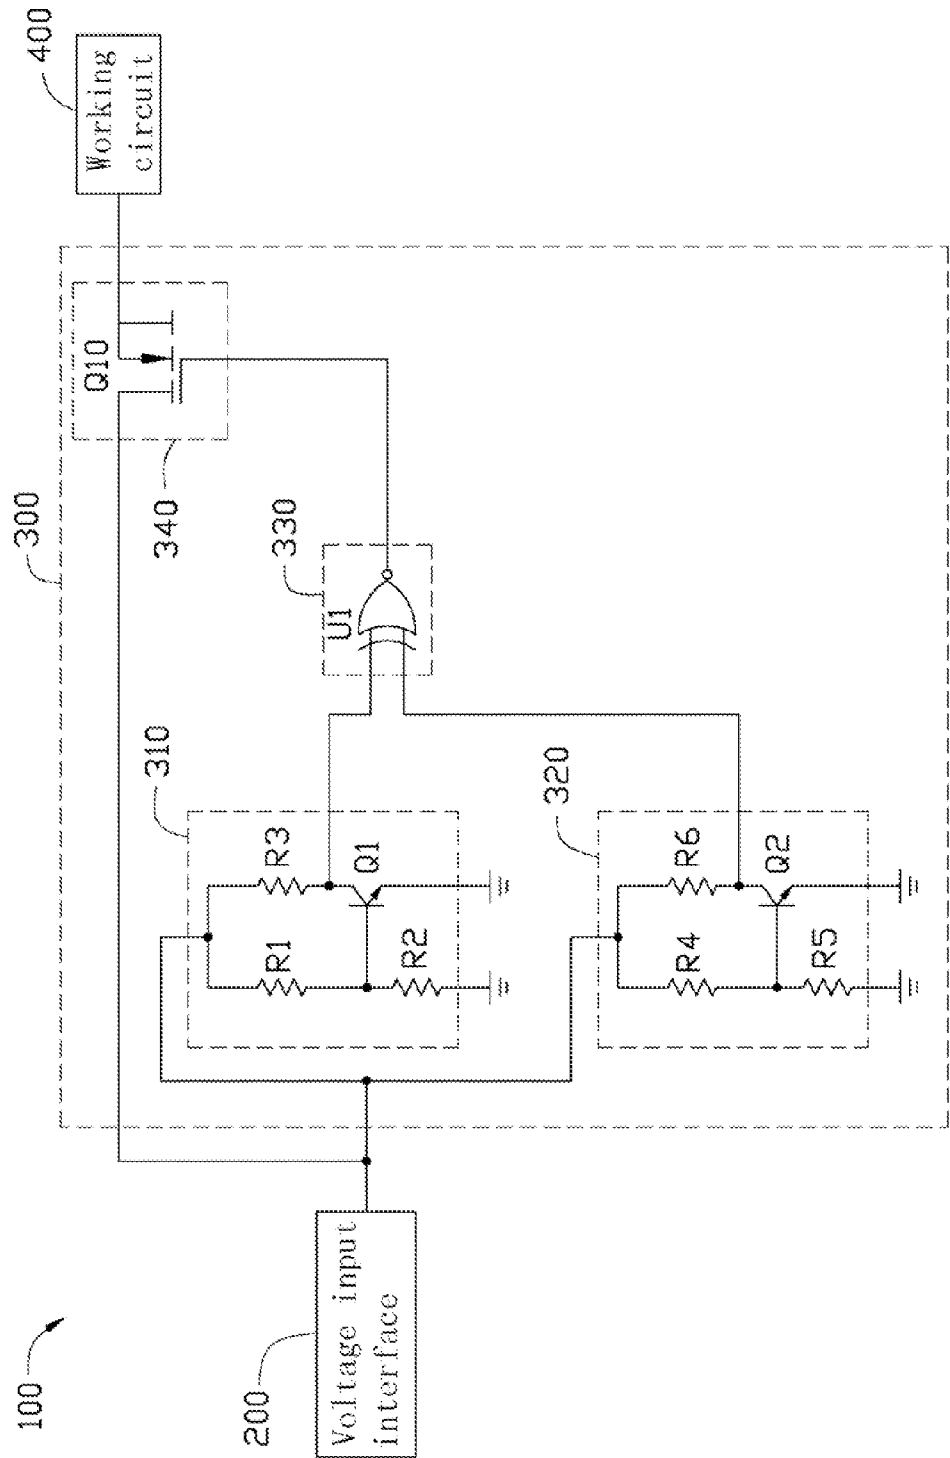 100
200
Voltage input
interface
300
310
R1
R3
Q1
R2
320
R4
R6
Q2
R5
330
U1
340
Q10
400
Working
circuit